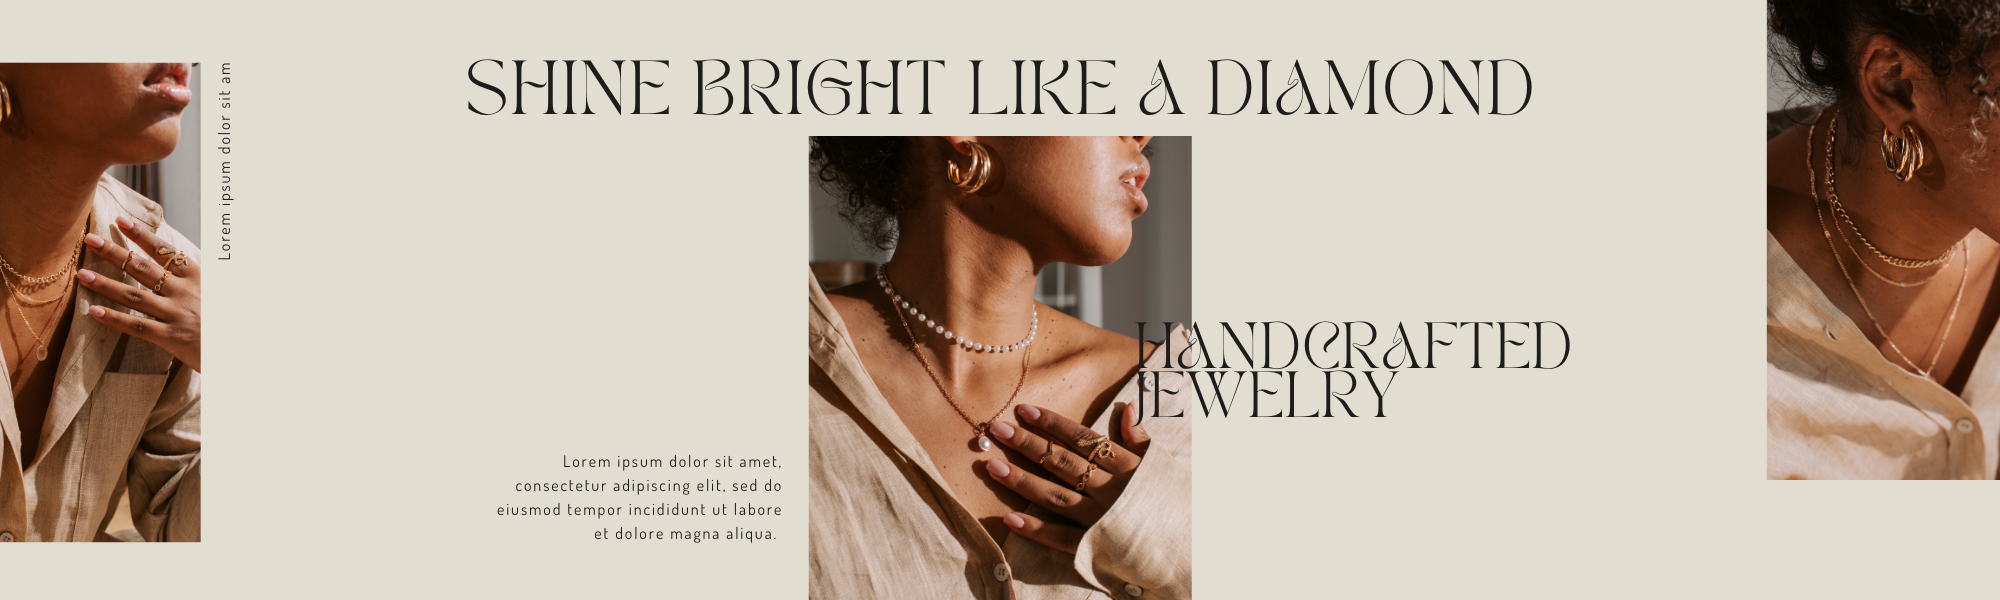 Lorem ipsum dolor sit am
SHINE BRIGHT LIKE A DIAMOND
HANDCRAFTED
JEWELRY
Lorem ipsum dolor sit amet,
consectetur adipiscing elit, sed do
eiusmod tempor incididunt ut labore
et dolore magna aliqua.